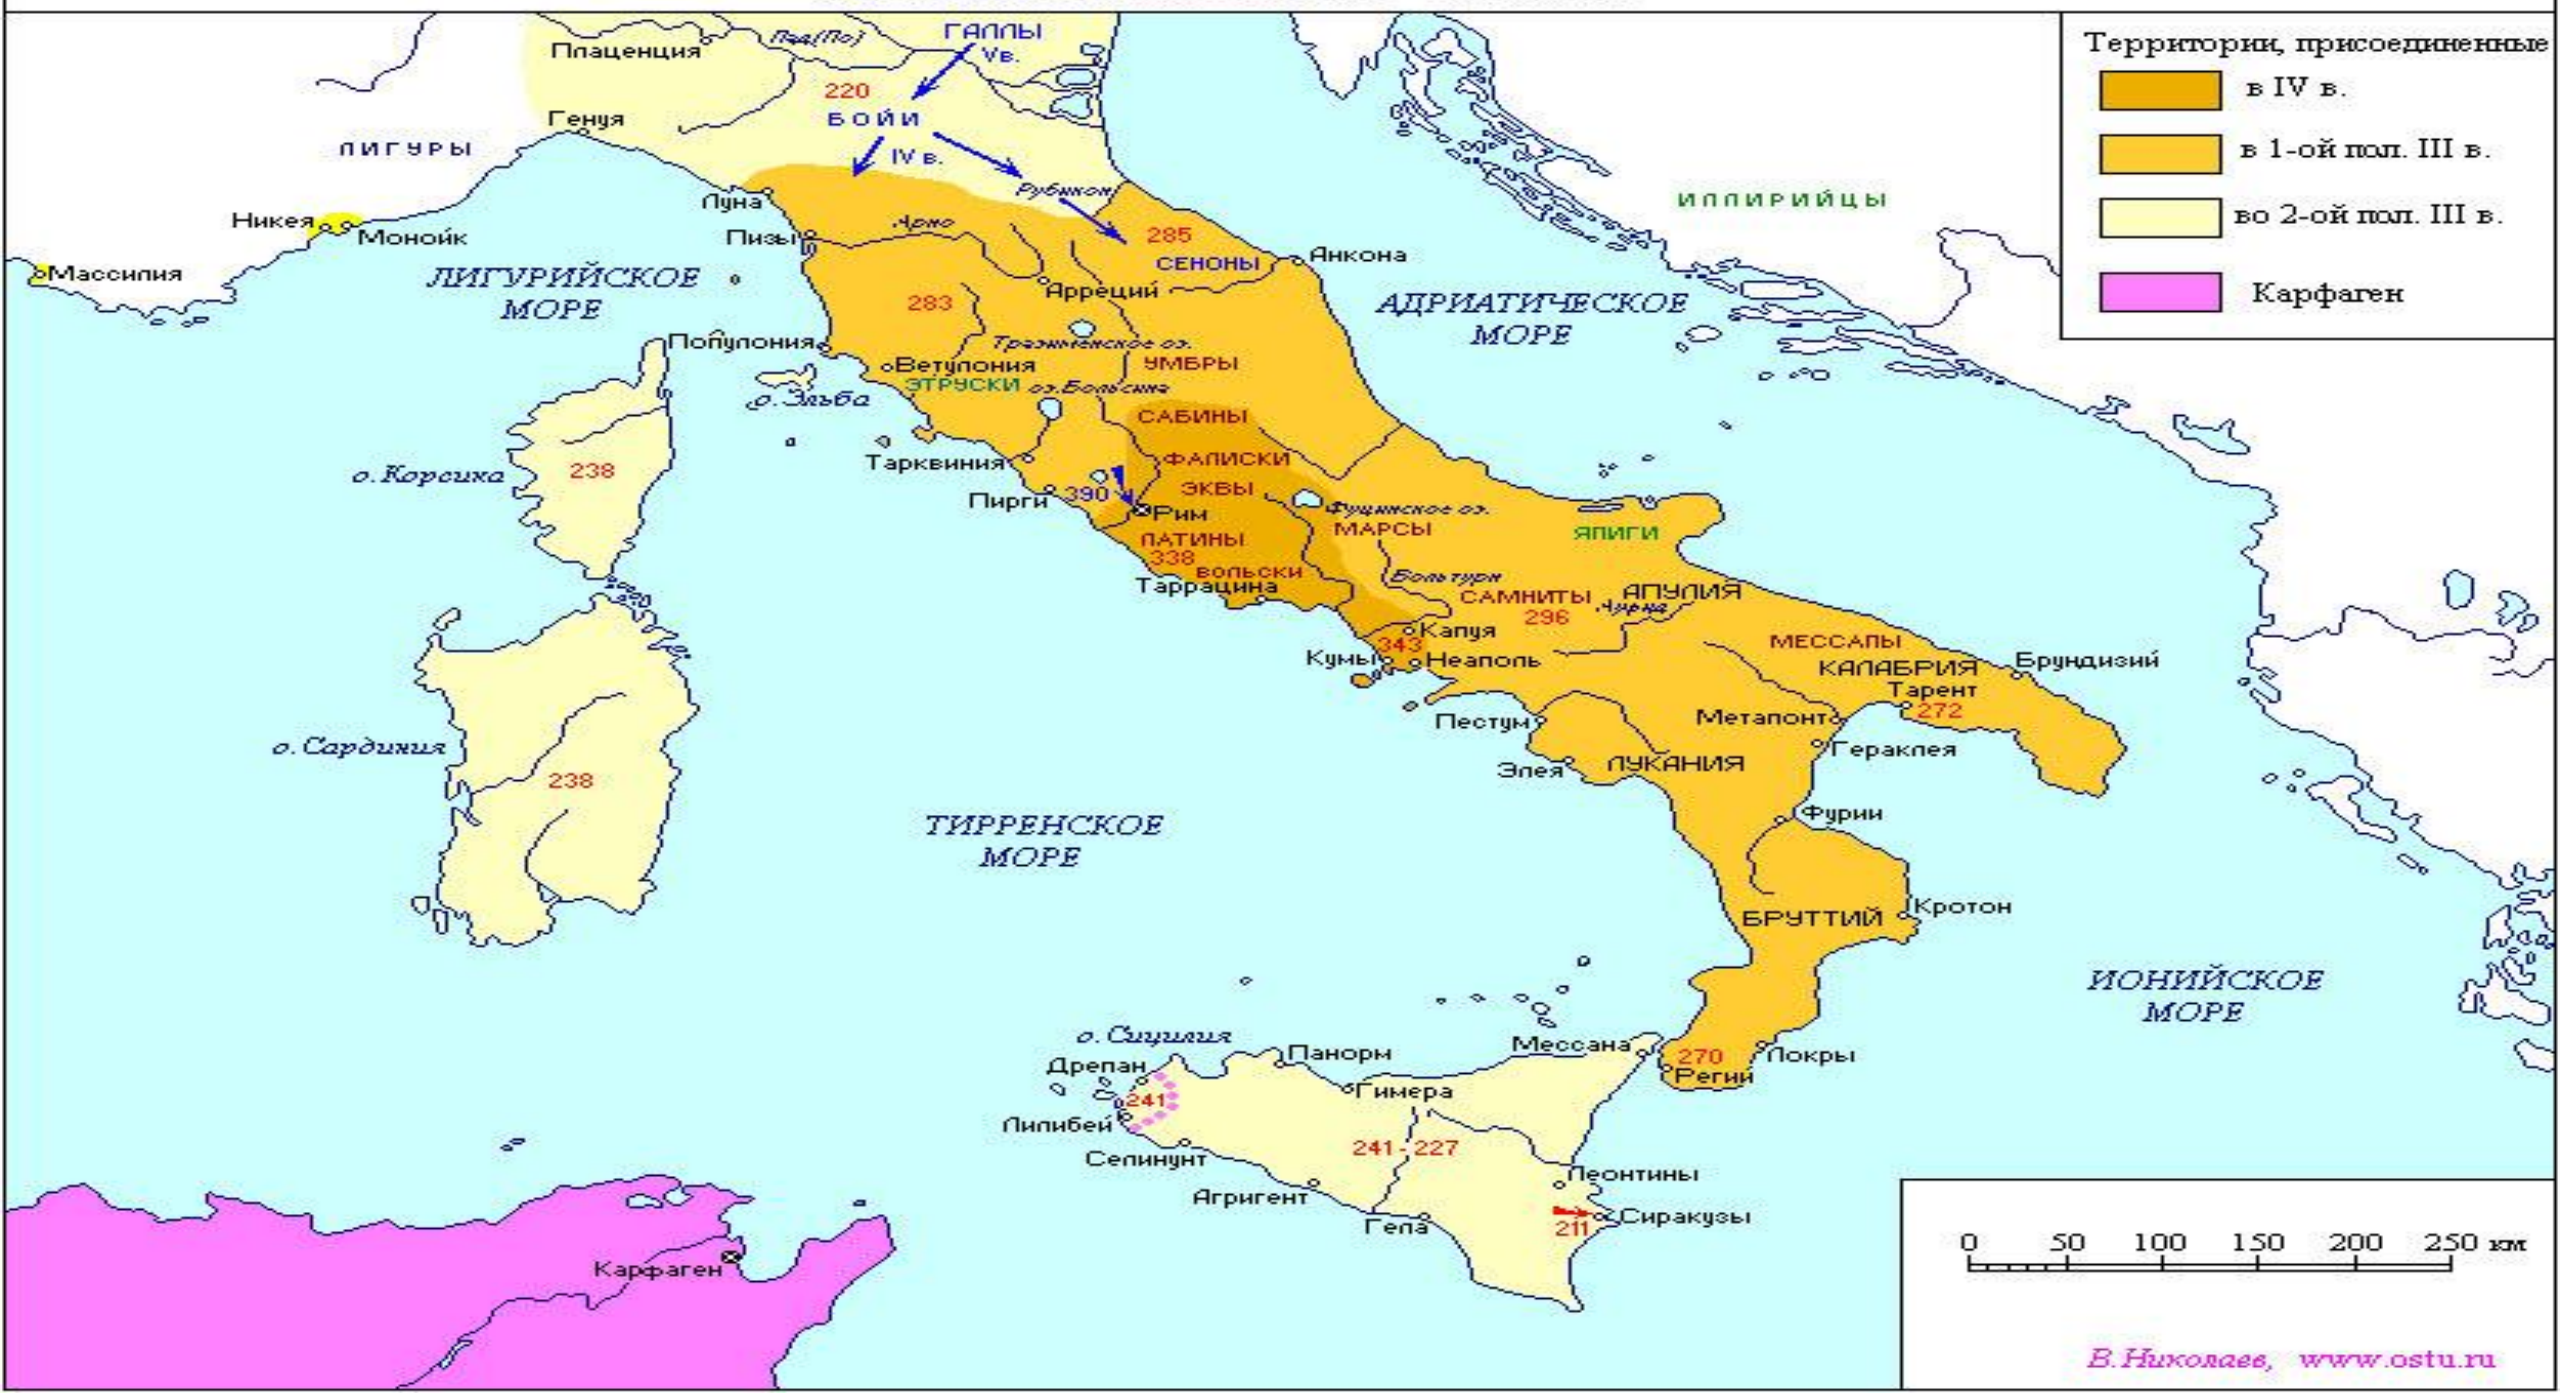 Территории, присоединенные
в IV в.
в 1-ой пол. III в.
во 2-ой пол. III в.
Карфаген
ГАЛЛЫ
Vв.
Плаценция
Пад(По)
220
БОЙИ
IV в.
Генуя
ЛИГУРЫ
Рубикон
Луна
Никея
Монойк
Массилия
Пизы
Арно
285
СЕНОНЫ
Анкона
ИЛЛИРИЙЦЫ
ЛИГУРИЙСКОЕ
МОРЕ
Арреций
283
АДРИАТИЧЕСКОЕ
МОРЕ
Популония
Тразименское оз.
Ветулония
УМБРЫ
ЭТРУСКИ
оз.Больсина
о.Эльба
САБИНЫ
о.Корсика
238
Тарквиния
ФАЛИСКИ
Пирги
390
ЭКВЫ
Рим
Фуцинское оз.
МАРСЫ
ЯПИГИ
ЛАТИНЫ
338
ВОЛЬСКИ
Таррацина
Вольтурн
САМНИТЫ
АПУЛИЯ
296
Капуя
343
Кумы
Неаполь
МЕССАПЫ
КАЛАБРИЯ
Брундизий
Тарент
272
Пестум
Метапонт
Гераклея
о.Сардиния
238
Элея
ЛУКАНИЯ
Фурии
ТИРРЕНСКОЕ
МОРЕ
БРУТТИЙ
Кротон
ИОНИЙСКОЕ
МОРЕ
о.Сицилия
Дрепан
Панорм
Мессана
270
Локры
Регий
Гимера
241
Лилибей
Селинунт
241-227
Агригент
Леонтины
Гела
211
Сиракузы
Карфаген
0 50 100 150 200 250 км
В.Николаев, www.ostu.ru